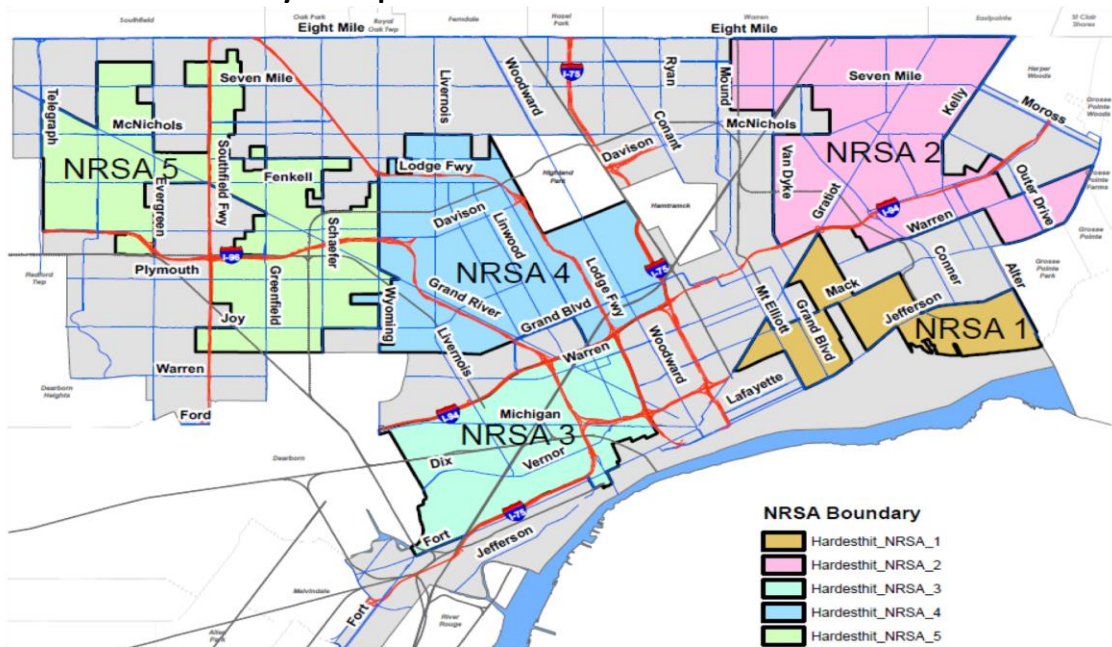 Southfield
Oak Park
Royal
Oak Twp
Ferndale
Hazel
Park
Warren
Eastpointe
St Clair
Shores
Eight Mile
Eight Mile
Telegraph
Seven Mile
McNichols
NRSA 5
Evergreen
Southfield Fwy
Fenkell
Schaefer
I-96
Plymouth
Greenfield
Joy
Warren
Ford
Redford
Twp
Dearborn
Heights
Livernois
Woodward
I-75
Ryan
Conant
Mound
McNichols
Seven Mile
Kelly
Harper
Woods
Moross
Grosse
Pointe
Woods
Lodge Fwy
Davison
Highland
Park
Hamtramck
Davison
Linwood
NRSA 4
Lodge Fwy
I-75
Grand River
Grand Blvd
Wyoming
Livernois
Warren
Woodward
NRSA 2
Van Dyke
Gratiot
I-94
Warren
Outer Drive
Grosse
Pointe
Farms
Grosse
Pointe
Grosse
Pointe
Park
Conner
Alter
Mt Elliott
Mack
Grand Blvd
Jefferson
NRSA 1
Lafayette
I-94
Michigan
NRSA 3
Dix
Vernor
Dearborn
I-75
Fort
Jefferson
Melvindale
Fort
River
Rouge
Park
NRSA Boundary
Hardesthit_NRSA_1
Hardesthit_NRSA_2
Hardesthit_NRSA_3
Hardesthit_NRSA_4
Hardesthit_NRSA_5